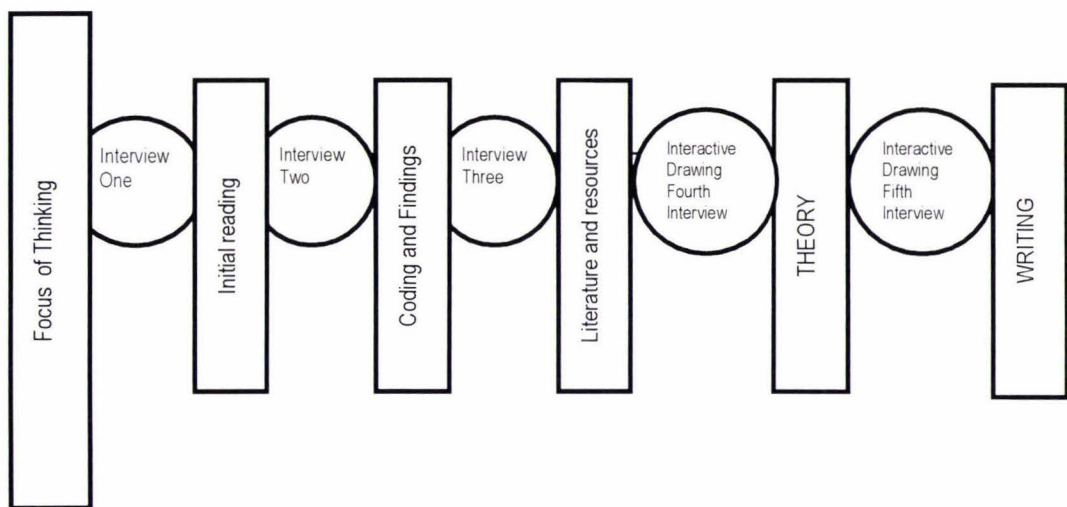 Focus of Thinking
Interview
One
Initial reading
Interview
Two
Coding and Findings
Interview
Three
Literature and resources
Interactive
Drawing
Fourth
Interview
THEORY
Interactive
Drawing
Fifth
Interview
WRITING